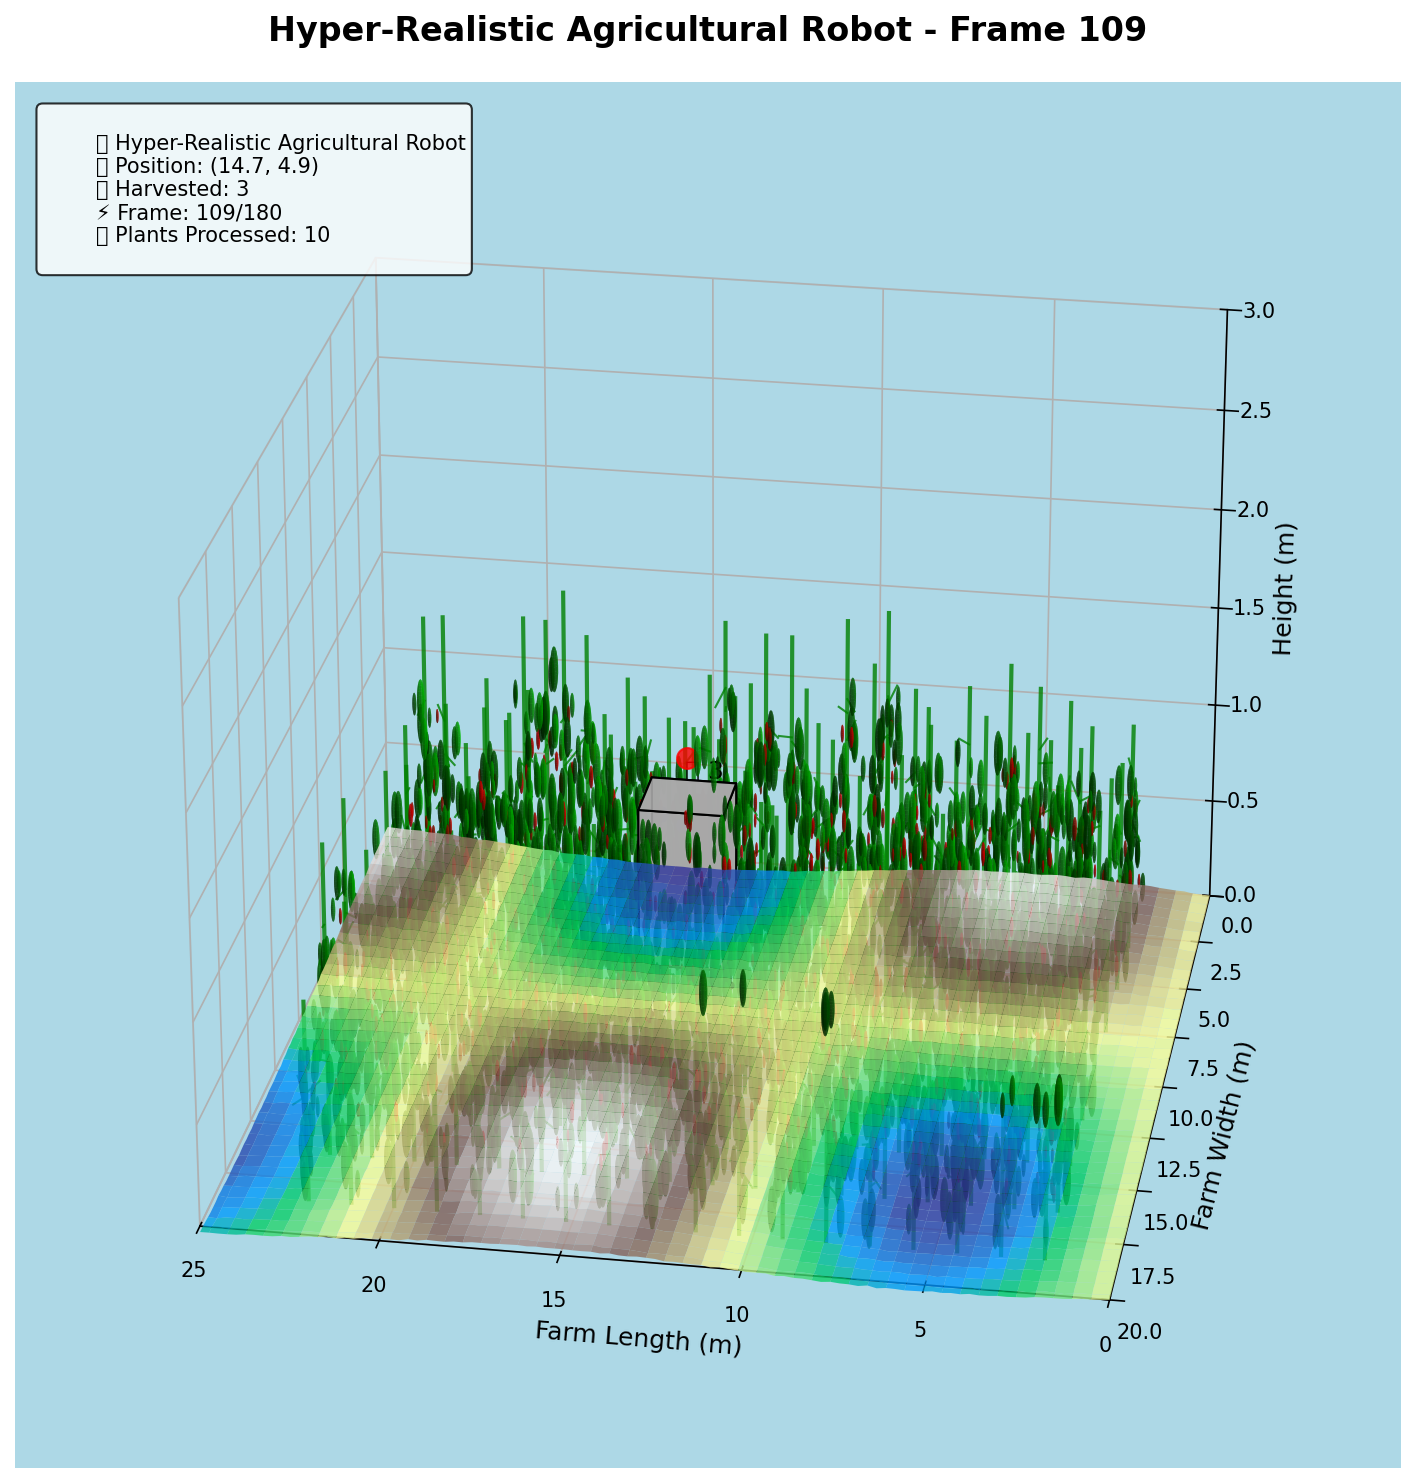 Hyper-Realistic Agricultural Robot - Frame 109
▯ Hyper-Realistic Agricultural Robot
▯ Position: (14.7, 4.9)
▯ Harvested: 3
⚡ Frame: 109/180
▯ Plants Processed: 10
3.0
2.5
2.0
1.5
1.0
0.5
0.0
Height (m)
3
0.0
2.5
5.0
7.5
10.0
12.5
15.0
17.5
20.0
Farm Width (m)
25
20
15
10
5
0
Farm Length (m)